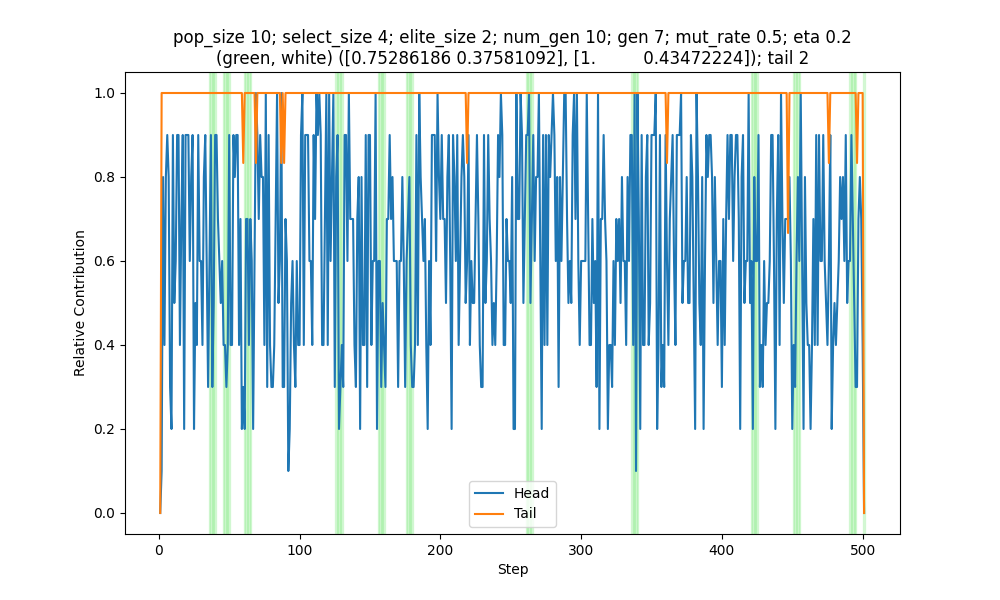 pop_size 10; select_size 4; elite_size 2; num_gen 10; gen 7; mut_rate 0.5; eta 0.2
(green, white) ([0.75286186 0.37581092], [1.         0.43472224]); tail 2
1.0
0.8
0.6
0.4
0.2
0.0
Relative Contribution
Head
Tail
0
100
200
300
400
500
Step